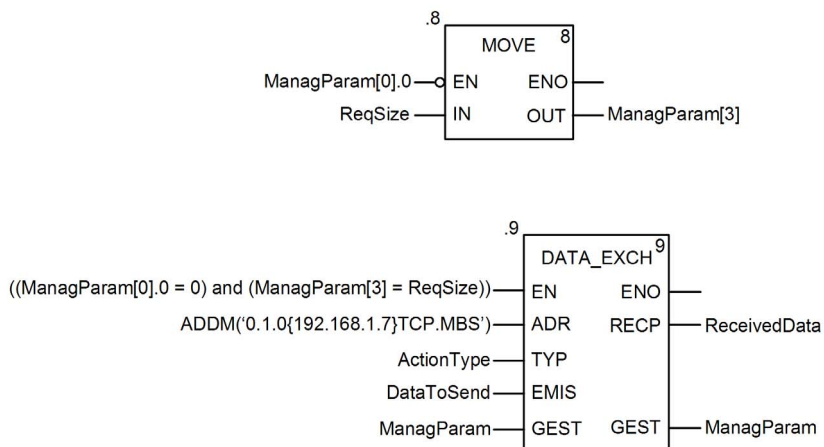 .8
MOVE 8
ManagParam[0].0 EN ENO
ReqSize IN OUT ManagParam[3]
.9
DATA_EXCH 9
((ManagParam[0].0 = 0) and (ManagParam[3] = ReqSize)) EN ENO
ADDM(‘0.1.0{192.168.1.7}TCP.MBS’) ADR RECP ReceivedData
ActionType TYP
DataToSend EMIS
ManagParam GEST GEST ManagParam